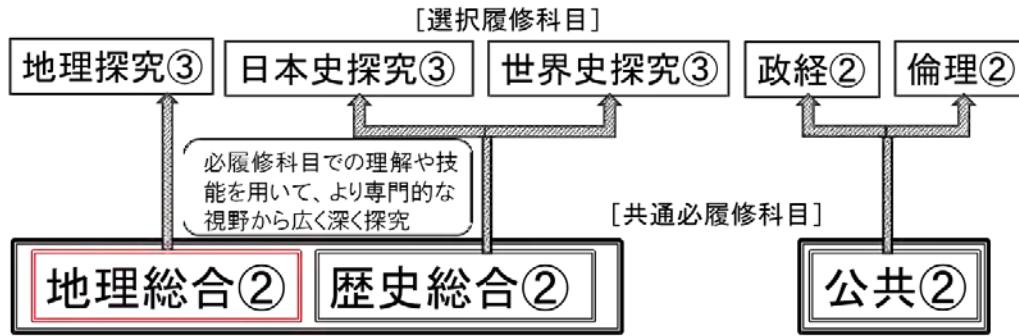 [選択履修科目]
地理探究③
日本史探究③
世界史探究③
政経②
倫理②
必履修科目での理解や技
能を用いて、より専門的な
視野から広く深く探究
[共通必履修科目]
地理総合②
歴史総合②
公共②